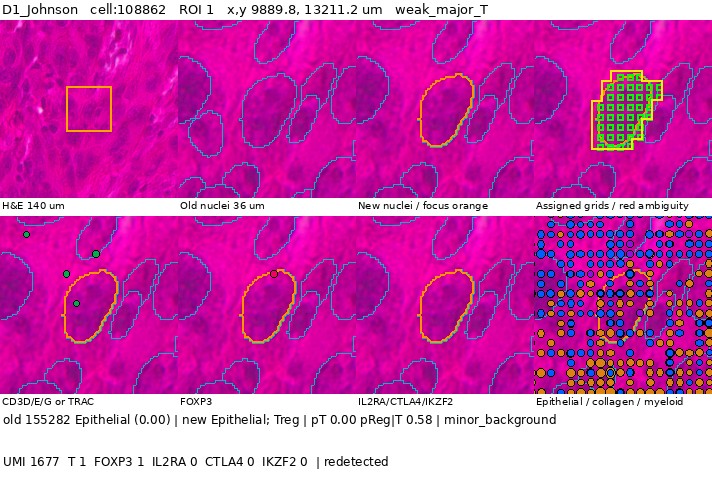 D1_Johnson cell:108862 ROI 1 x,y 9889.8, 13211.2 um weak_major_T
H&E 140 um
Old nuclei 36 um
New nuclei / focus orange
Assigned grids / red ambiguity
CD3D/E/G or TRAC
FOXP3
IL2RA/CTLA4/IKZF2
Epithelial / collagen / myeloid
old 155282 Epithelial (0.00) | new Epithelial; Treg | pT 0.00 pReg|T 0.58 | minor_background
UMI 1677 T 1 FOXP3 1 IL2RA 0 CTLA4 0 IKZF2 0 | redetected